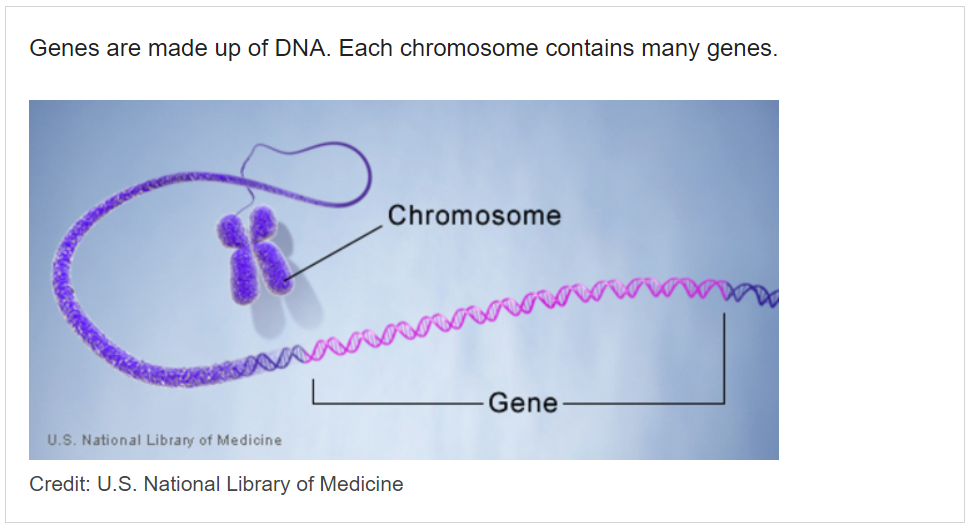 Genes are made up of DNA. Each chromosome contains many genes.
Chromosome
Gene
U.S. National Library of Medicine
Credit: U.S. National Library of Medicine